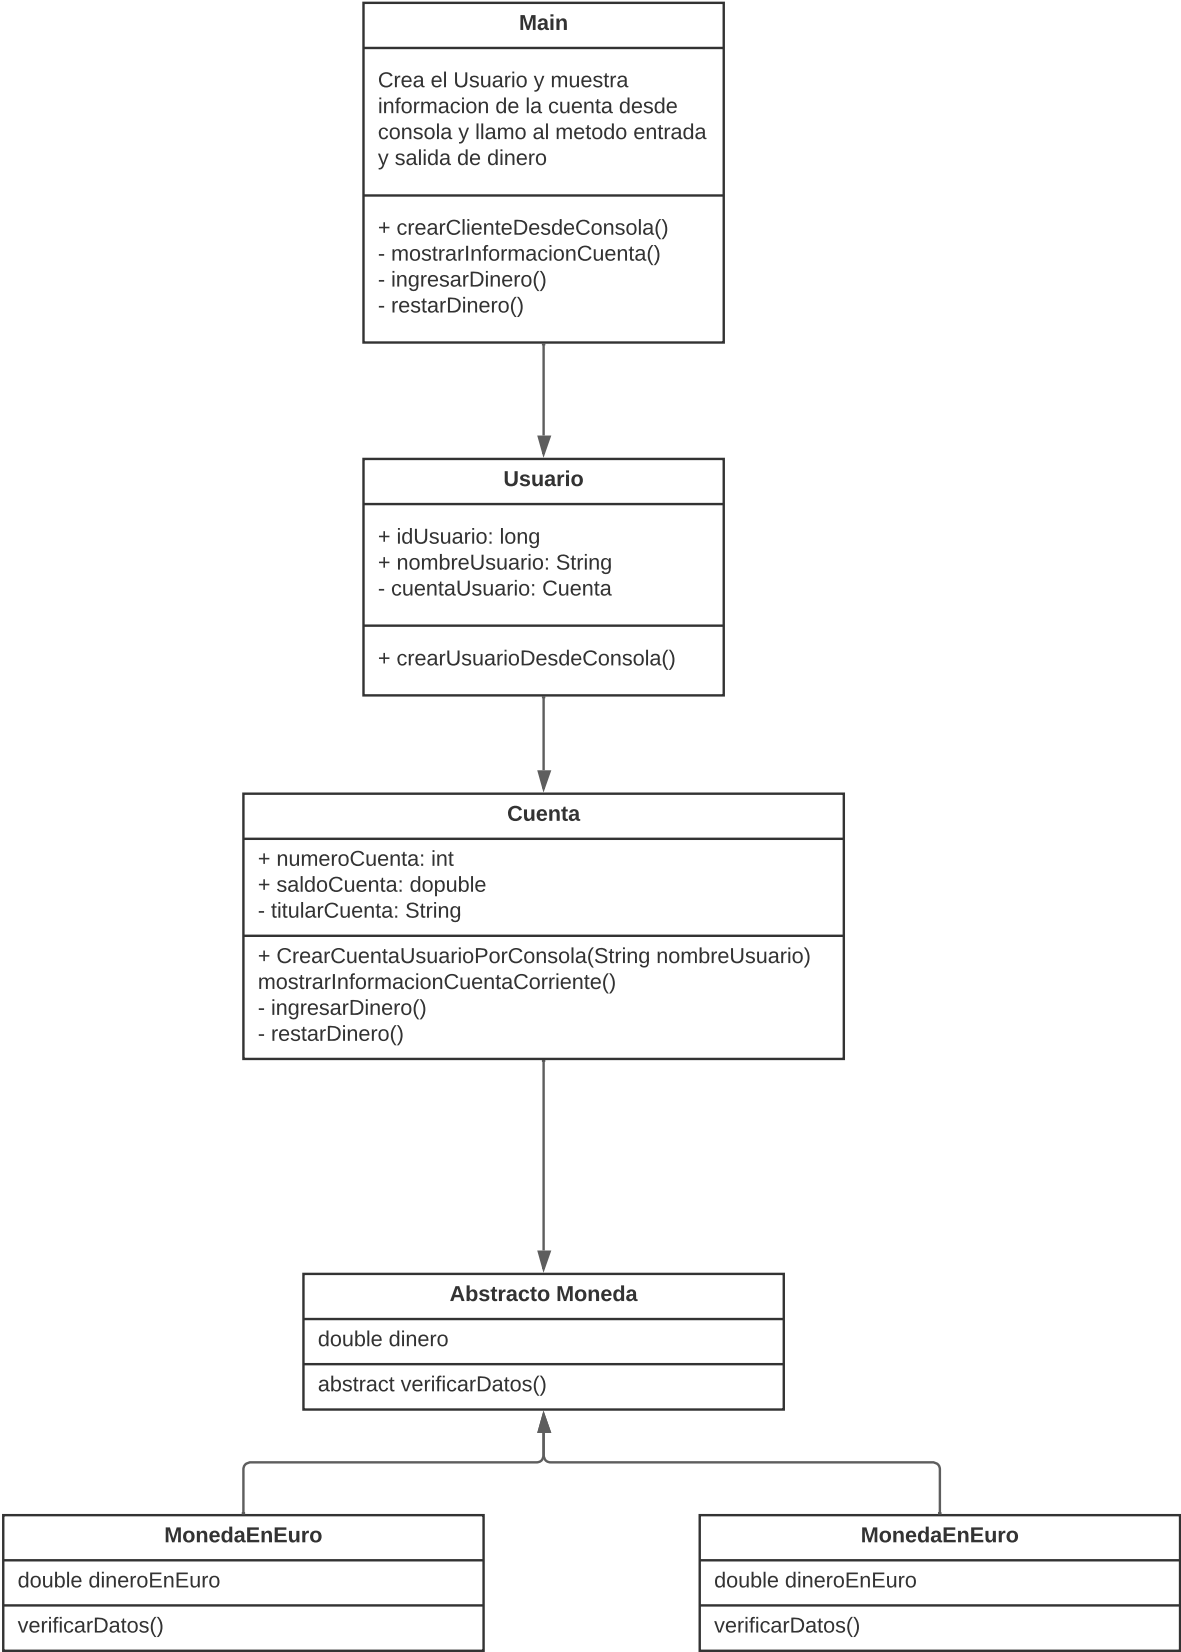 Main
Crea el Usuario y muestra
informacion de la cuenta desde
consola y llamo al metodo entrada
y salida de dinero
+ crearClienteDesdeConsola()
- mostrarInformacionCuenta()
- ingresarDinero()
- restarDinero()
Usuario
+ idUsuario: long
+ nombreUsuario: String
- cuentaUsuario: Cuenta
+ crearUsuarioDesdeConsola()
Cuenta
+ numeroCuenta: int
+ saldoCuenta: dopuble
- titularCuenta: String
+ CrearCuentaUsuarioPorConsola(String nombreUsuario)
mostrarInformacionCuentaCorriente()
- ingresarDinero()
- restarDinero()
Abstracto Moneda
double dinero
abstract verificarDatos()
MonedaEnEuro
double dineroEnEuro
verificarDatos()
MonedaEnEuro
double dineroEnEuro
verificarDatos()